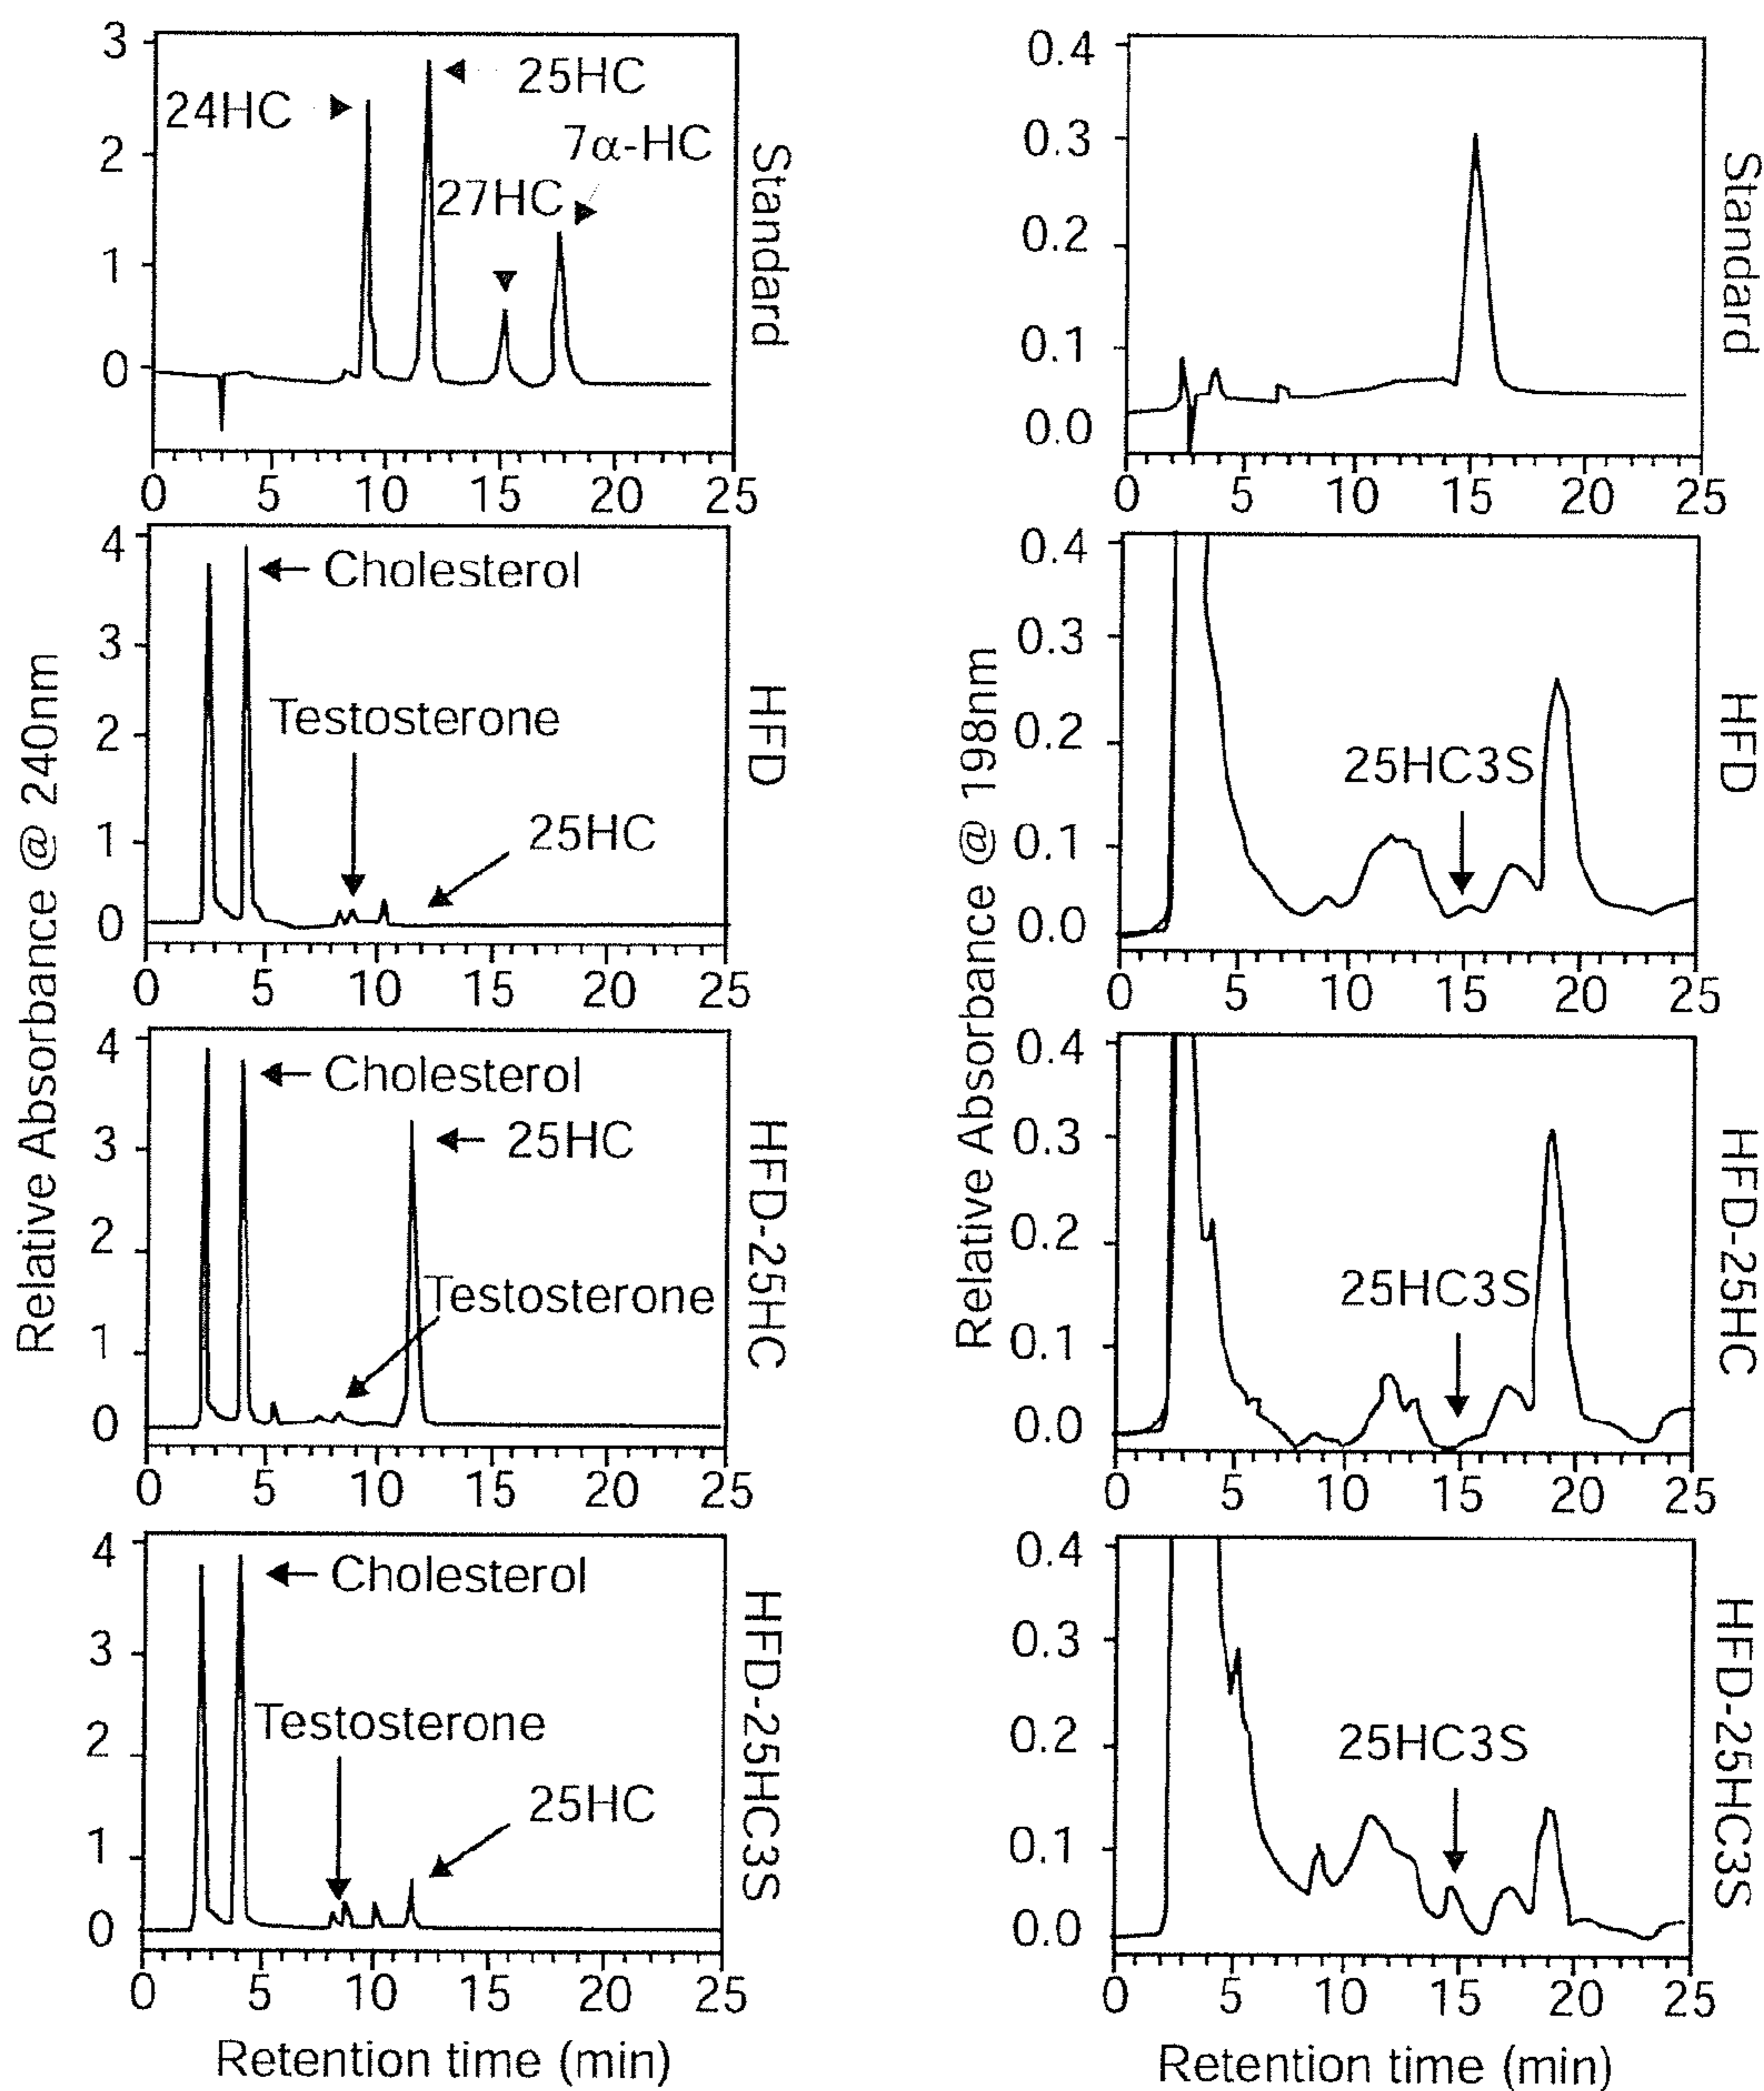 Relative Absorbance @ 240nm
3
2
1
0
24HC
25HC
7α-HC
27HC
Standard
0 5 10 15 20 25
4
3
2
1
0
Cholesterol
Testosterone
25HC
HFD
0 5 10 15 20 25
4
3
2
1
0
Cholesterol
25HC
Testosterone
HFD-25HC
0 5 10 15 20 25
4
3
2
1
0
Cholesterol
Testosterone
25HC
HFD-25HC3S
0 5 10 15 20 25
Retention time (min)
Relative Absorbance @ 198nm
0.4
0.3
0.2
0.1
0.0
Standard
0 5 10 15 20 25
0.4
0.3
0.2
0.1
0.0
25HC3S
HFD
0 5 10 15 20 25
0.4
0.3
0.2
0.1
0.0
25HC3S
HFD-25HC
0 5 10 15 20 25
0.4
0.3
0.2
0.1
0.0
25HC3S
HFD-25HC3S
0 5 10 15 20 25
Retention time (min)